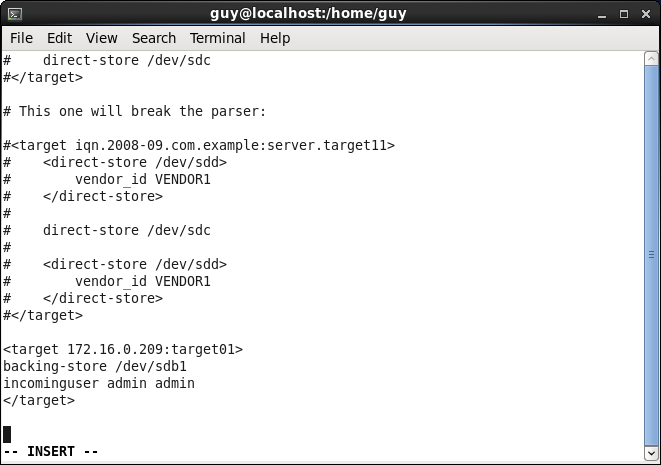 guy@localhost:/home/guy
File Edit View Search Terminal Help
#    direct-store /dev/sdc
#</target>
# This one will break the parser:
#<target iqn.2008-09.com.example:server.target11>
#    <direct-store /dev/sdd>
#        vendor_id VENDOR1
#    </direct-store>
#
#    direct-store /dev/sdc
#
#    <direct-store /dev/sdd>
#        vendor_id VENDOR1
#    </direct-store>
#</target>
<target 172.16.0.209:target01>
backing-store /dev/sdb1
incominguser admin admin
</target>
-- INSERT --